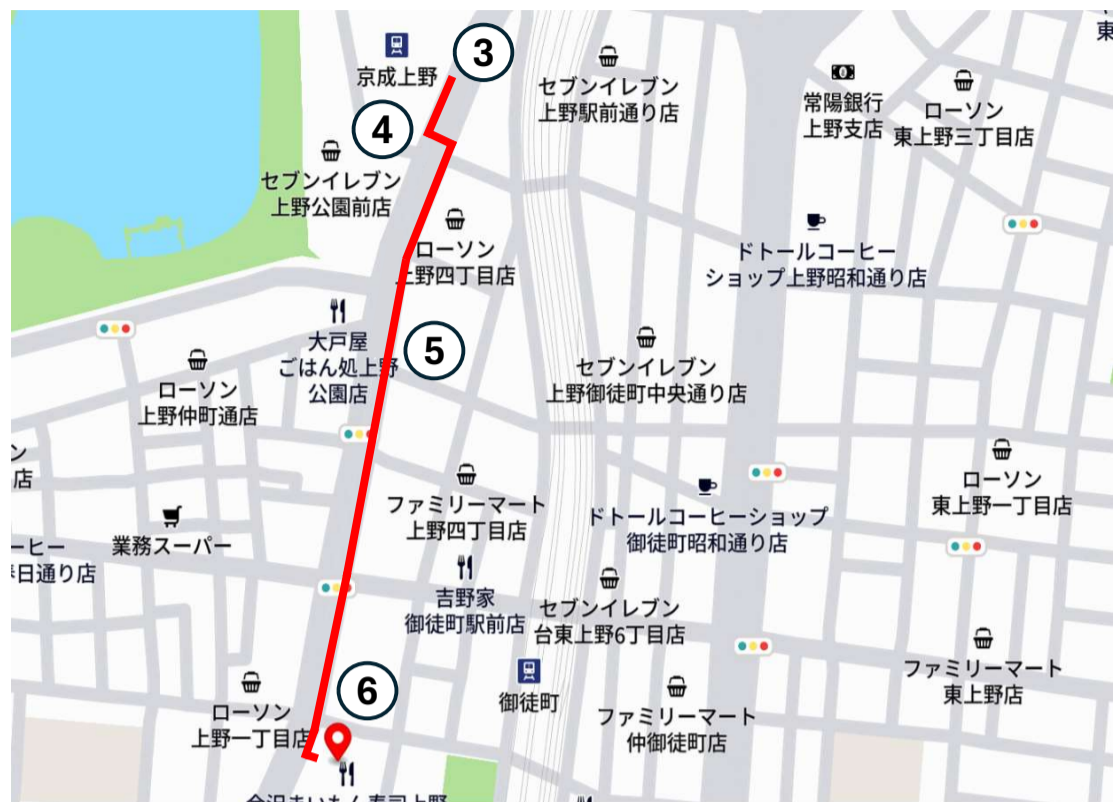 東
3
京成上野
セブンイレブン
上野駅前通り店
常陽銀行
上野支店
ローソン
東上野三丁目店
4
セブンイレブン
上野公園前店
ローソン
上野四丁目店
ドトールコーヒー
ショップ上野昭和通り店
大戸屋
ごはん処上野
公園店
5
ローソン
上野仲町通店
セブンイレブン
上野御徒町中央通り店
ン
店
ファミリーマート
上野四丁目店
ローソン
東上野一丁目店
ドトールコーヒーショップ
御徒町昭和通り店
業務スーパー
ーヒー
春日通り店
吉野家
御徒町駅前店
セブンイレブン
台東上野6丁目店
ファミリーマート
東上野店
6
御徒町
ファミリーマート
仲御徒町店
ローソン
上野一丁目店
金沢まいもん寿司上野